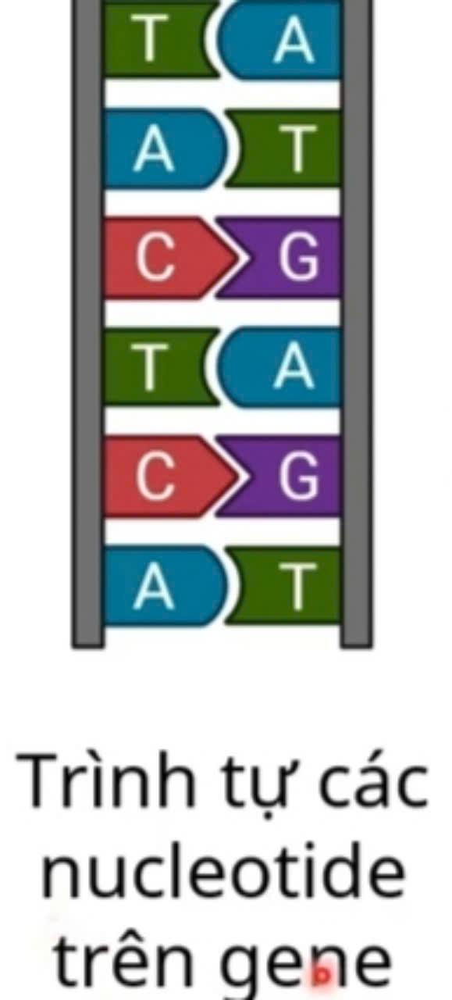 T A
A T
C G
T A
C G
A T
Trình tự các
nucleotide
trên gene